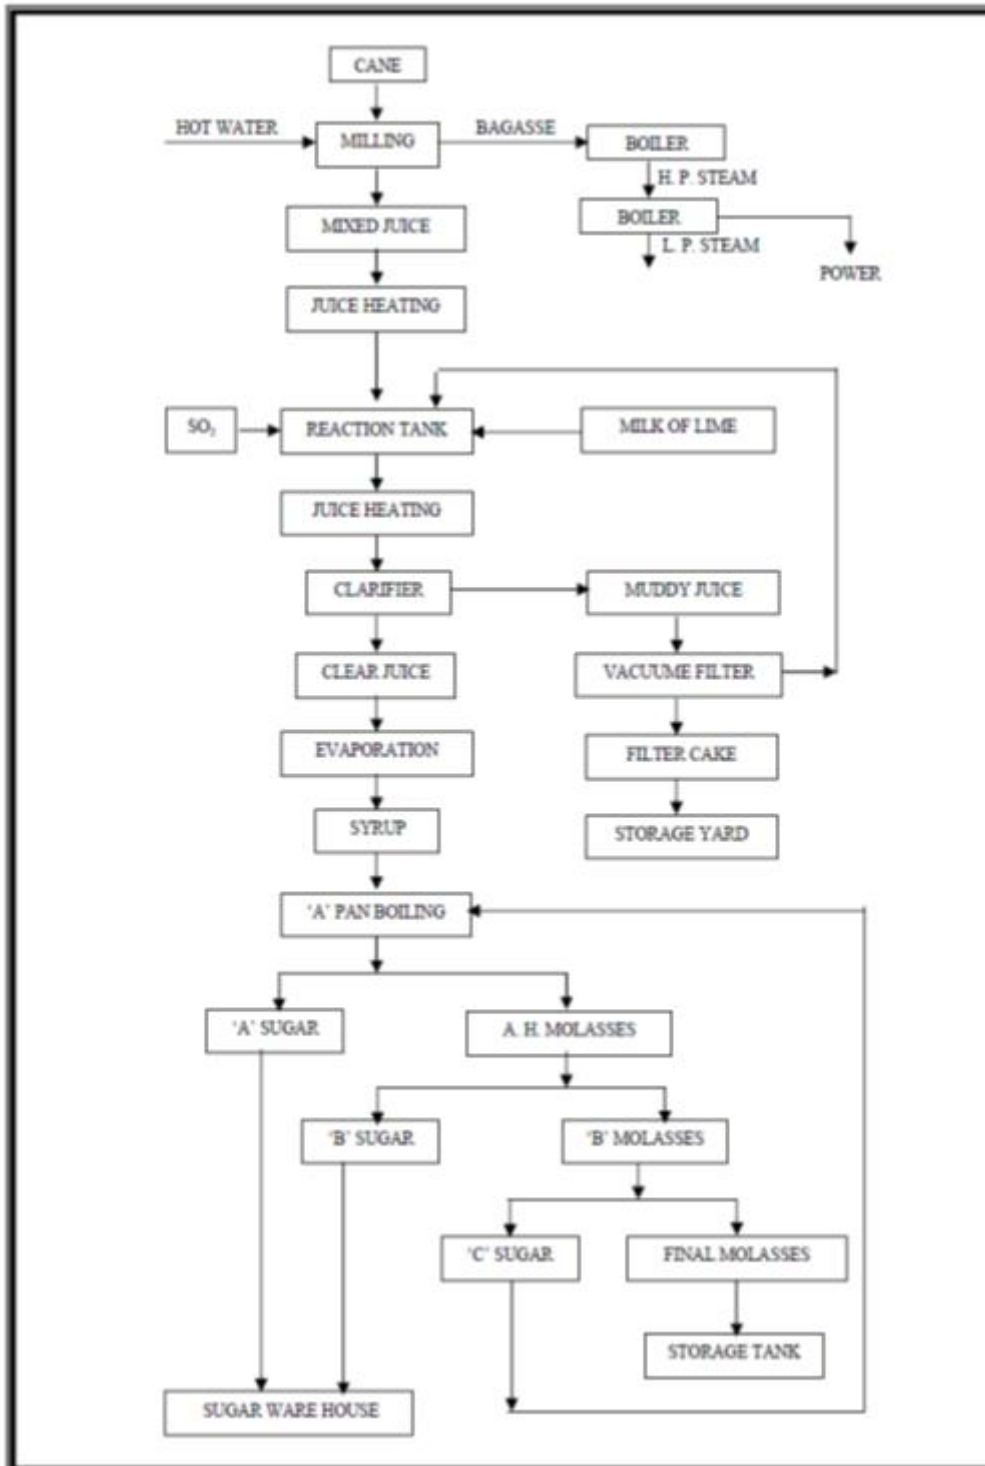 CANE
HOT WATER
MILLING
BAGASSE
BOILER
H. P. STEAM
MIXED JUICE
BOILER
L. P. STEAM
POWER
JUICE HEATING
SO₂
REACTION TANK
MILK OF LIME
JUICE HEATING
CLARIFIER
MUDDY JUICE
CLEAR JUICE
VACUUME FILTER
EVAPORATION
FILTER CAKE
SYRUP
STORAGE YARD
‘A’ PAN BOILING
‘A’ SUGAR
A. H. MOLASSES
‘B’ SUGAR
‘B’ MOLASSES
‘C’ SUGAR
FINAL MOLASSES
STORAGE TANK
SUGAR WARE HOUSE